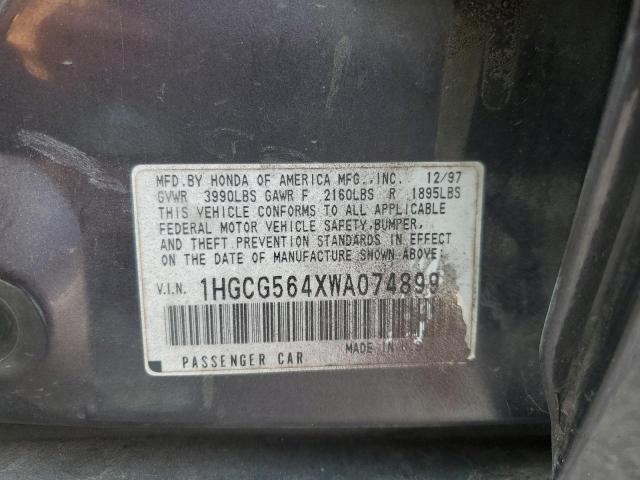 MFD.BY HONDA OF AMERICA MFG.,INC. 12/97
GVWR 3990LBS GAWR F 2160LBS R 1895LBS
THIS VEHICLE CONFORMS TO ALL APPLICABLE
FEDERAL MOTOR VEHICLE SAFETY,BUMPER,
AND THEFT PREVENTION STANDARDS IN EFFECT
ON THE DATE OF MANUFACTURE SHOWN ABOVE:
V.I.N. 1HGCG564XWA074899
MADE IN
PASSENGER CAR